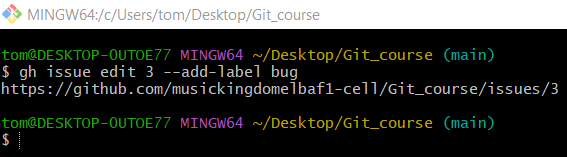 MINGW64:/c/Users/tom/Desktop/Git_course
tom@DESKTOP-OUTOE77 MINGW64 ~/Desktop/Git_course (main)
$ gh issue edit 3 --add-label bug
https://github.com/musickingdomelbaf1-cell/Git_course/issues/3
tom@DESKTOP-OUTOE77 MINGW64 ~/Desktop/Git_course (main)
$